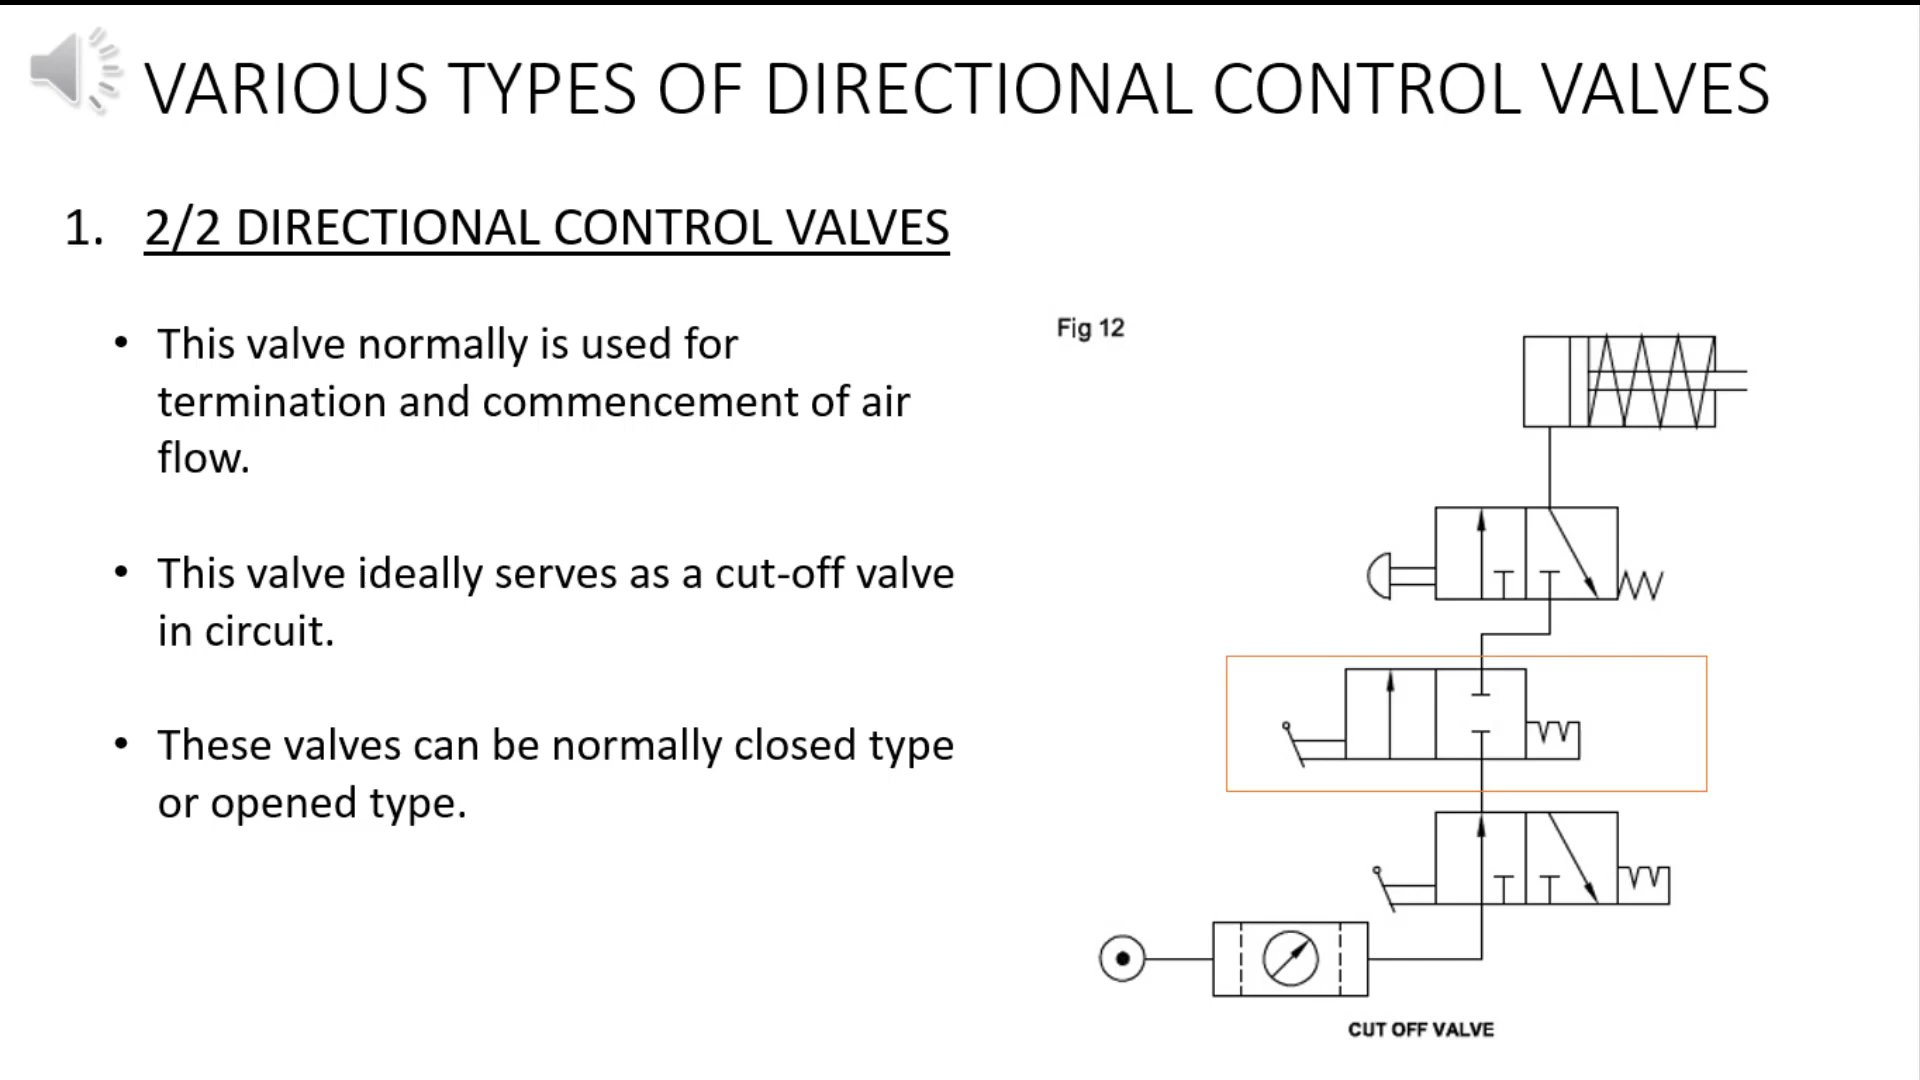 VARIOUS TYPES OF DIRECTIONAL CONTROL VALVES
1. 2/2 DIRECTIONAL CONTROL VALVES
• This valve normally is used for
termination and commencement of air
flow.
• This valve ideally serves as a cut-off valve
in circuit.
• These valves can be normally closed type
or opened type.
Fig 12
CUT OFF VALVE